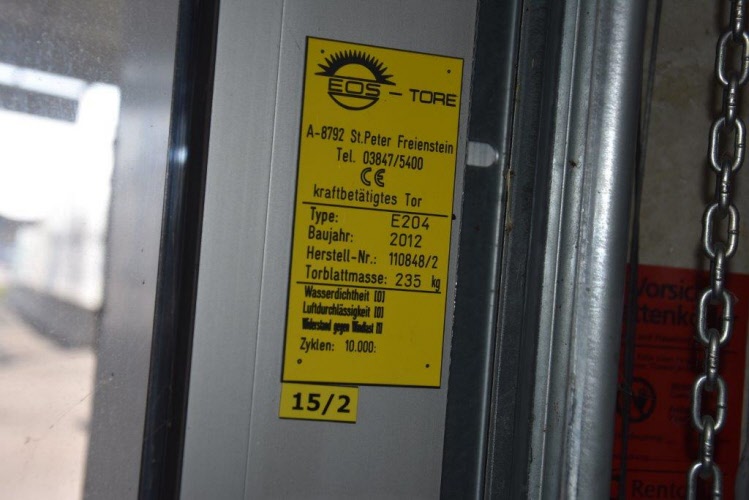 EOS - TORE
A-8792 St.Peter Freienstein
Tel. 03847/5400
CE
kraftbetätigtes Tor
Type: E204
Baujahr: 2012
Herstell-Nr.: 110848/2
Torblattmasse: 235 kg
Wasserdichtheit [0]
Luftdurchlässigkeit [0]
Widerstand gegen Windlast
Zyklen: 10.000:
15/2